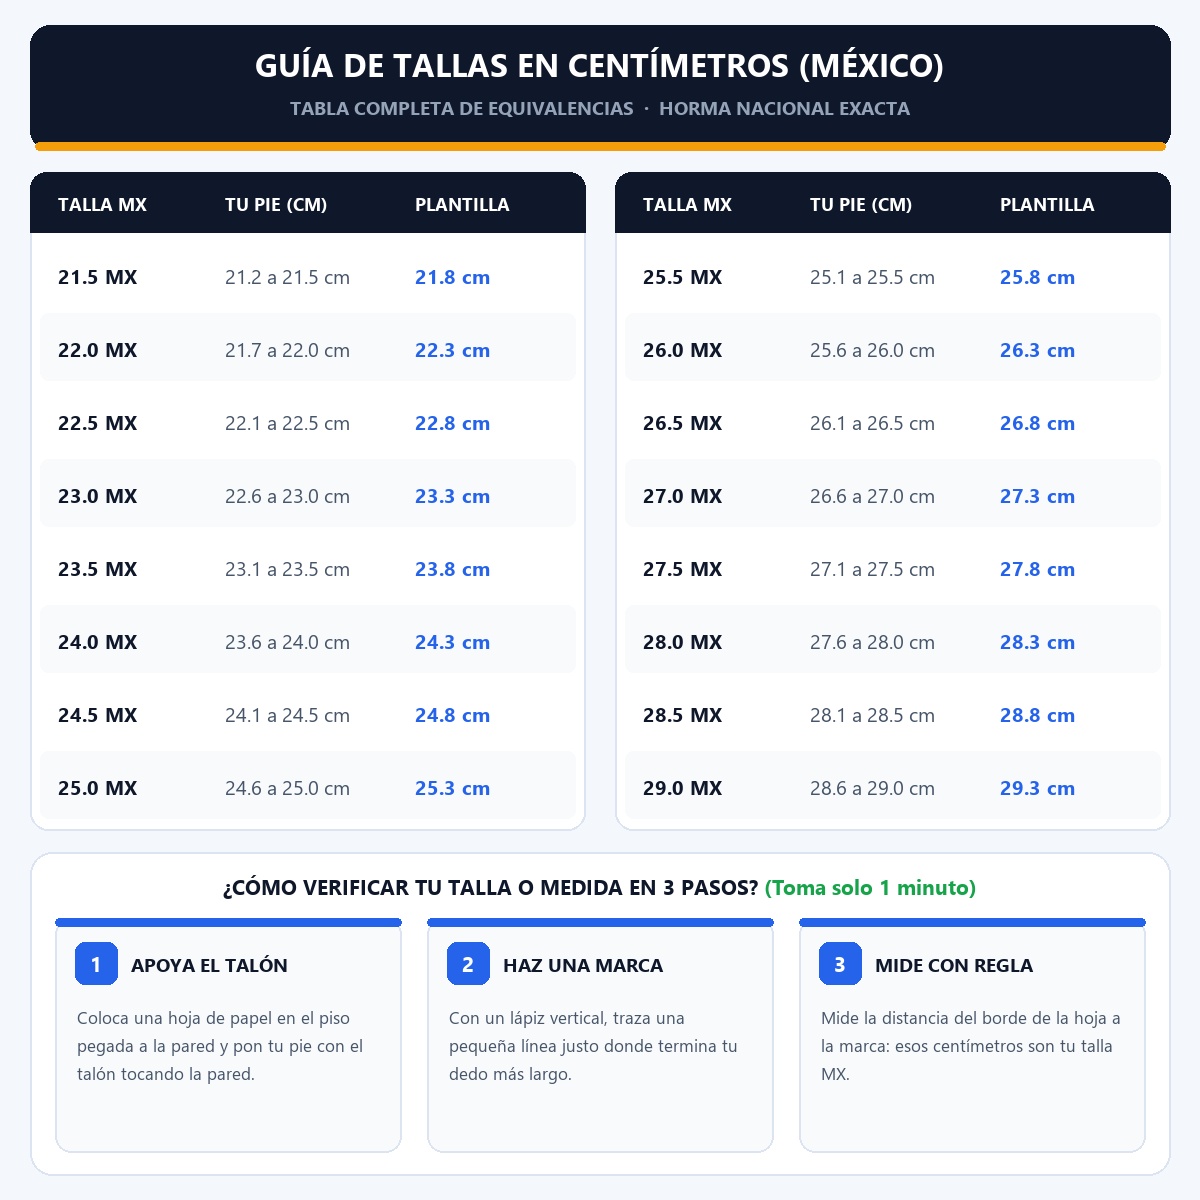 GUÍA DE TALLAS EN CENTÍMETROS (MÉXICO)
TABLA COMPLETA DE EQUIVALENCIAS · HORMA NACIONAL EXACTA
TALLA MX TU PIE (CM) PLANTILLA
21.5 MX 21.2 a 21.5 cm 21.8 cm
22.0 MX 21.7 a 22.0 cm 22.3 cm
22.5 MX 22.1 a 22.5 cm 22.8 cm
23.0 MX 22.6 a 23.0 cm 23.3 cm
23.5 MX 23.1 a 23.5 cm 23.8 cm
24.0 MX 23.6 a 24.0 cm 24.3 cm
24.5 MX 24.1 a 24.5 cm 24.8 cm
25.0 MX 24.6 a 25.0 cm 25.3 cm
TALLA MX TU PIE (CM) PLANTILLA
25.5 MX 25.1 a 25.5 cm 25.8 cm
26.0 MX 25.6 a 26.0 cm 26.3 cm
26.5 MX 26.1 a 26.5 cm 26.8 cm
27.0 MX 26.6 a 27.0 cm 27.3 cm
27.5 MX 27.1 a 27.5 cm 27.8 cm
28.0 MX 27.6 a 28.0 cm 28.3 cm
28.5 MX 28.1 a 28.5 cm 28.8 cm
29.0 MX 28.6 a 29.0 cm 29.3 cm
¿CÓMO VERIFICAR TU TALLA O MEDIDA EN 3 PASOS? (Toma solo 1 minuto)
1 APOYA EL TALÓN
Coloca una hoja de papel en el piso
pegada a la pared y pon tu pie con el
talón tocando la pared.
2 HAZ UNA MARCA
Con un lápiz vertical, traza una
pequeña línea justo donde termina tu
dedo más largo.
3 MIDE CON REGLA
Mide la distancia del borde de la hoja a
la marca: esos centímetros son tu talla
MX.